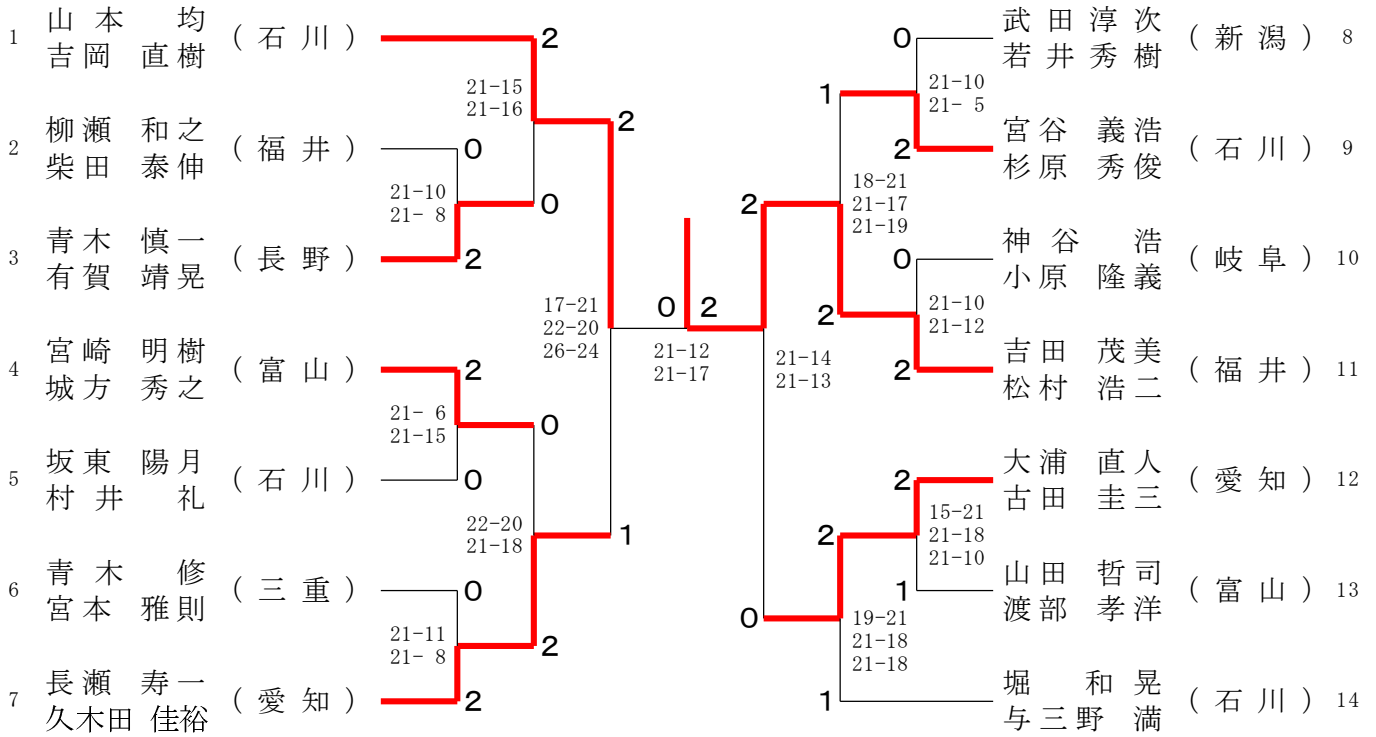 1 山本 均 (石川)
吉岡 直樹
2
21-15
21-16
2
2 柳瀬 和之 (福井)
柴田 泰伸
0
21-10
21- 8
0
3 青木 慎一 (長野)
有賀 靖晃
2
17-21
22-20
26-24
4 宮崎 明樹 (富山)
城方 秀之
2
21- 6
21-15
0
5 坂東 陽月 (石川)
村井 礼
0
22-20
21-18
1
6 青木 修 (三重)
宮本 雅則
0
21-11
21- 8
2
7 長瀬 寿一 (愛知)
久木田 佳裕
2
0 2
21-12
21-17
0 武田淳次 (新潟) 8
若井秀樹
21-10
21- 5
1
2 宮谷 義浩 (石川) 9
杉原 秀俊
18-21
21-17
21-19
2
0 神谷 浩 (岐阜) 10
小原 隆義
21-10
21-12
2
2 吉田 茂美 (福井) 11
松村 浩二
21-14
21-13
2 大浦 直人 (愛知) 12
古田 圭三
15-21
21-18
21-10
2
1 山田 哲司 (富山) 13
渡部 孝洋
0
19-21
21-18
21-18
1 堀 和晃 (石川) 14
与三野 満